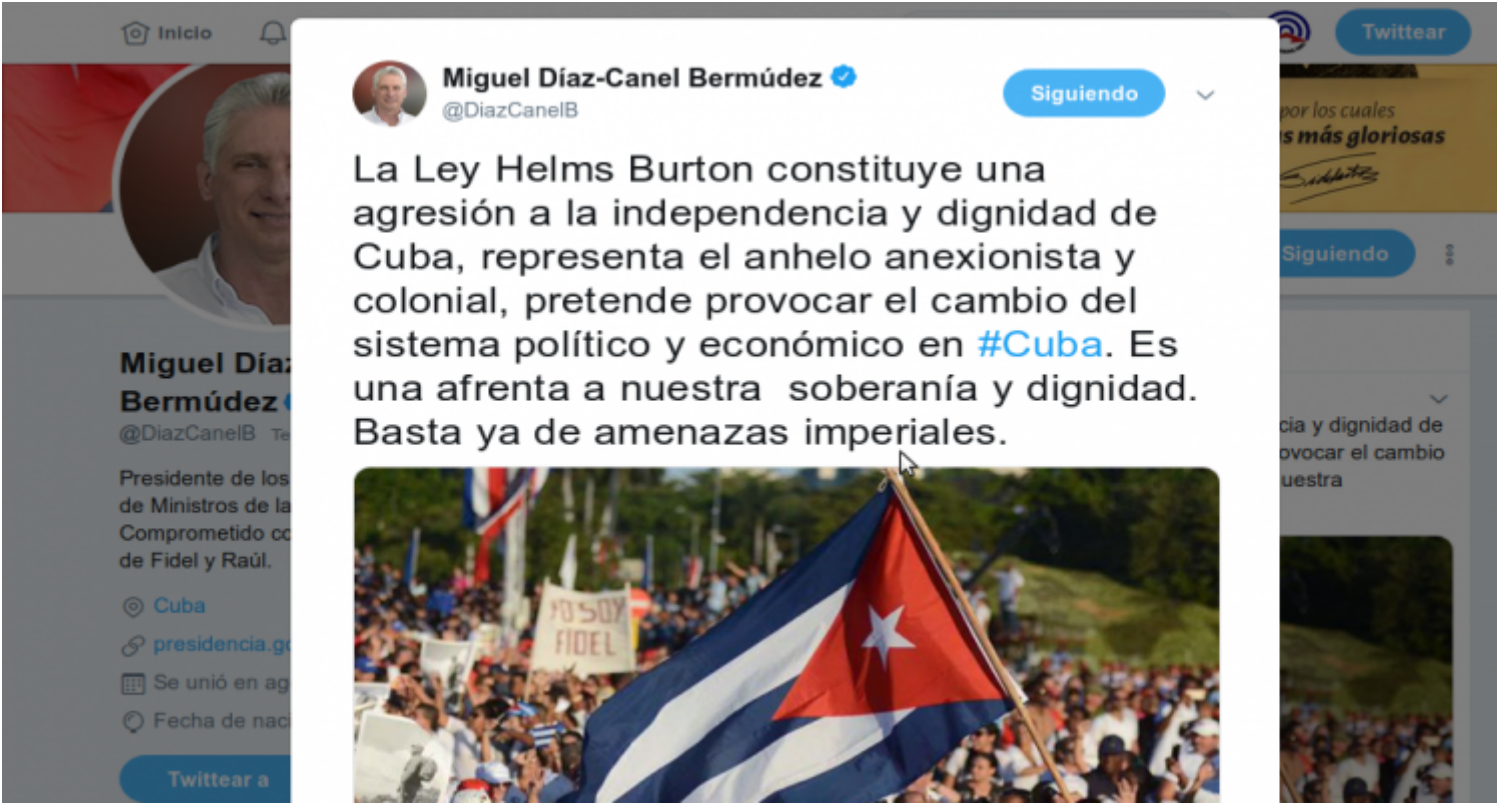 Inicio
Twittear
Miguel Díaz-Canel Bermúdez
@DiazCanelB
Siguiendo
La Ley Helms Burton constituye una
agresión a la independencia y dignidad de
Cuba, representa el anhelo anexionista y
colonial, pretende provocar el cambio del
sistema político y económico en #Cuba. Es
una afrenta a nuestra  soberanía y dignidad.
Basta ya de amenazas imperiales.
YO SOY
FIDEL
por los cuales
s más gloriosas
Siguiendo
Miguel Díaz
Bermúdez
@DiazCanelB Te
Presidente de los
de Ministros de la
Comprometido co
de Fidel y Raúl.
Cuba
presidencia.go
Se unió en ag
Fecha de naci
Twittear a
cia y dignidad de
ovocar el cambio
uestra